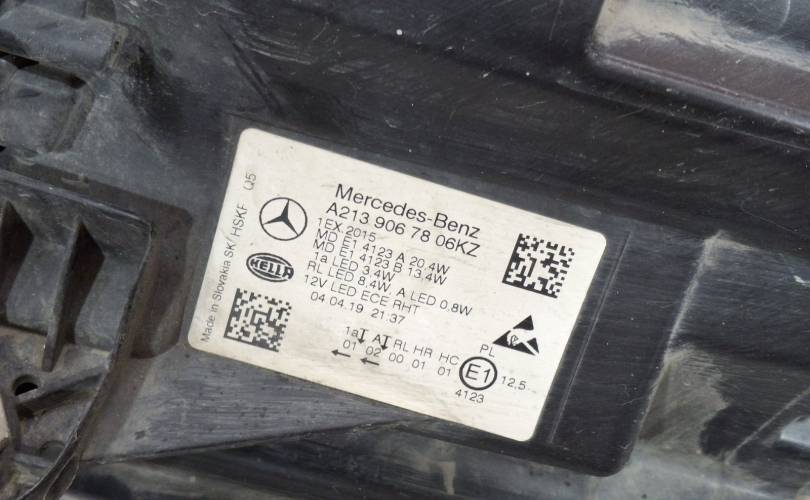 Mercedes-Benz
A213 906 78 06KZ
1EX 2015
MD E1 4123 A 20.4W
MD E1 4123 B 13.4W
1a LED 3.4W
RL LED 8.4W A LED 0.8W
12V LED ECE RHT
04.04.19 21:37
Made in Slovakia SK/HSKF Q5
HELLA
1a A RL HR HC PL
01 02 00 01 01 E1 12.5
4123